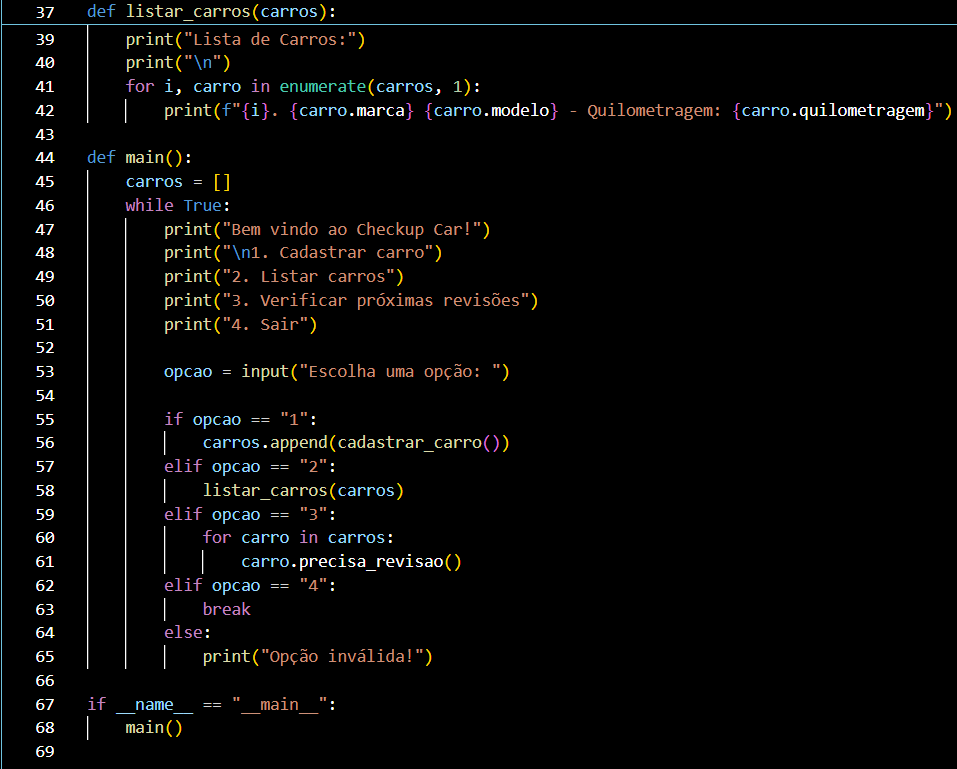 37 def listar_carros(carros):
39     print("Lista de Carros:")
40     print("\n")
41     for i, carro in enumerate(carros, 1):
42         print(f"{i}. {carro.marca} {carro.modelo} - Quilometragem: {carro.quilometragem}")
43
44 def main():
45     carros = []
46     while True:
47         print("Bem vindo ao Checkup Car!")
48         print("\n1. Cadastrar carro")
49         print("2. Listar carros")
50         print("3. Verificar próximas revisões")
51         print("4. Sair")
52
53         opcao = input("Escolha uma opção: ")
54
55         if opcao == "1":
56             carros.append(cadastrar_carro())
57         elif opcao == "2":
58             listar_carros(carros)
59         elif opcao == "3":
60             for carro in carros:
61                 carro.precisa_revisao()
62         elif opcao == "4":
63             break
64         else:
65             print("Opção inválida!")
66
67 if __name__ == "__main__":
68     main()
69